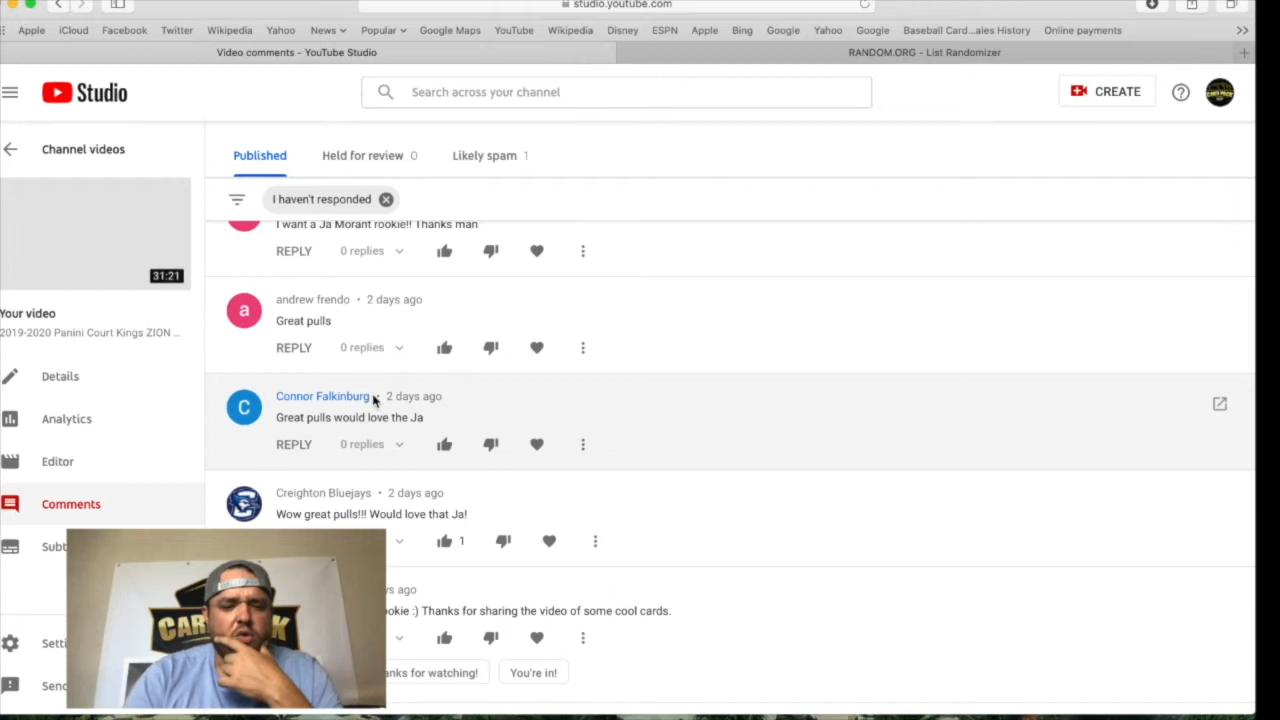 studio.youtube.com
Apple iCloud Facebook Twitter Wikipedia Yahoo News Popular Google Maps YouTube Wikipedia Disney ESPN Apple Bing Google Yahoo Google Baseball Card...ales History Online payments
Video comments - YouTube Studio RANDOM.ORG - List Randomizer
Studio
Search across your channel
CREATE
Channel videos
Published Held for review 0 Likely spam 1
I haven't responded
31:21
I want a Ja Morant rookie!! Thanks man
REPLY 0 replies
Your video
2019-2020 Panini Court Kings ZION ...
andrew frendo • 2 days ago
a
Great pulls
REPLY 0 replies
Details
Analytics
Editor
Comments
Connor Falkinburg • 2 days ago
C
Great pulls would love the Ja
REPLY 0 replies
Creighton Bluejays • 2 days ago
Wow great pulls!!! Would love that Ja!
1
Subt
ys ago
ookie :) Thanks for sharing the video of some cool cards.
Setti
anks for watching! You're in!
Send
CAR